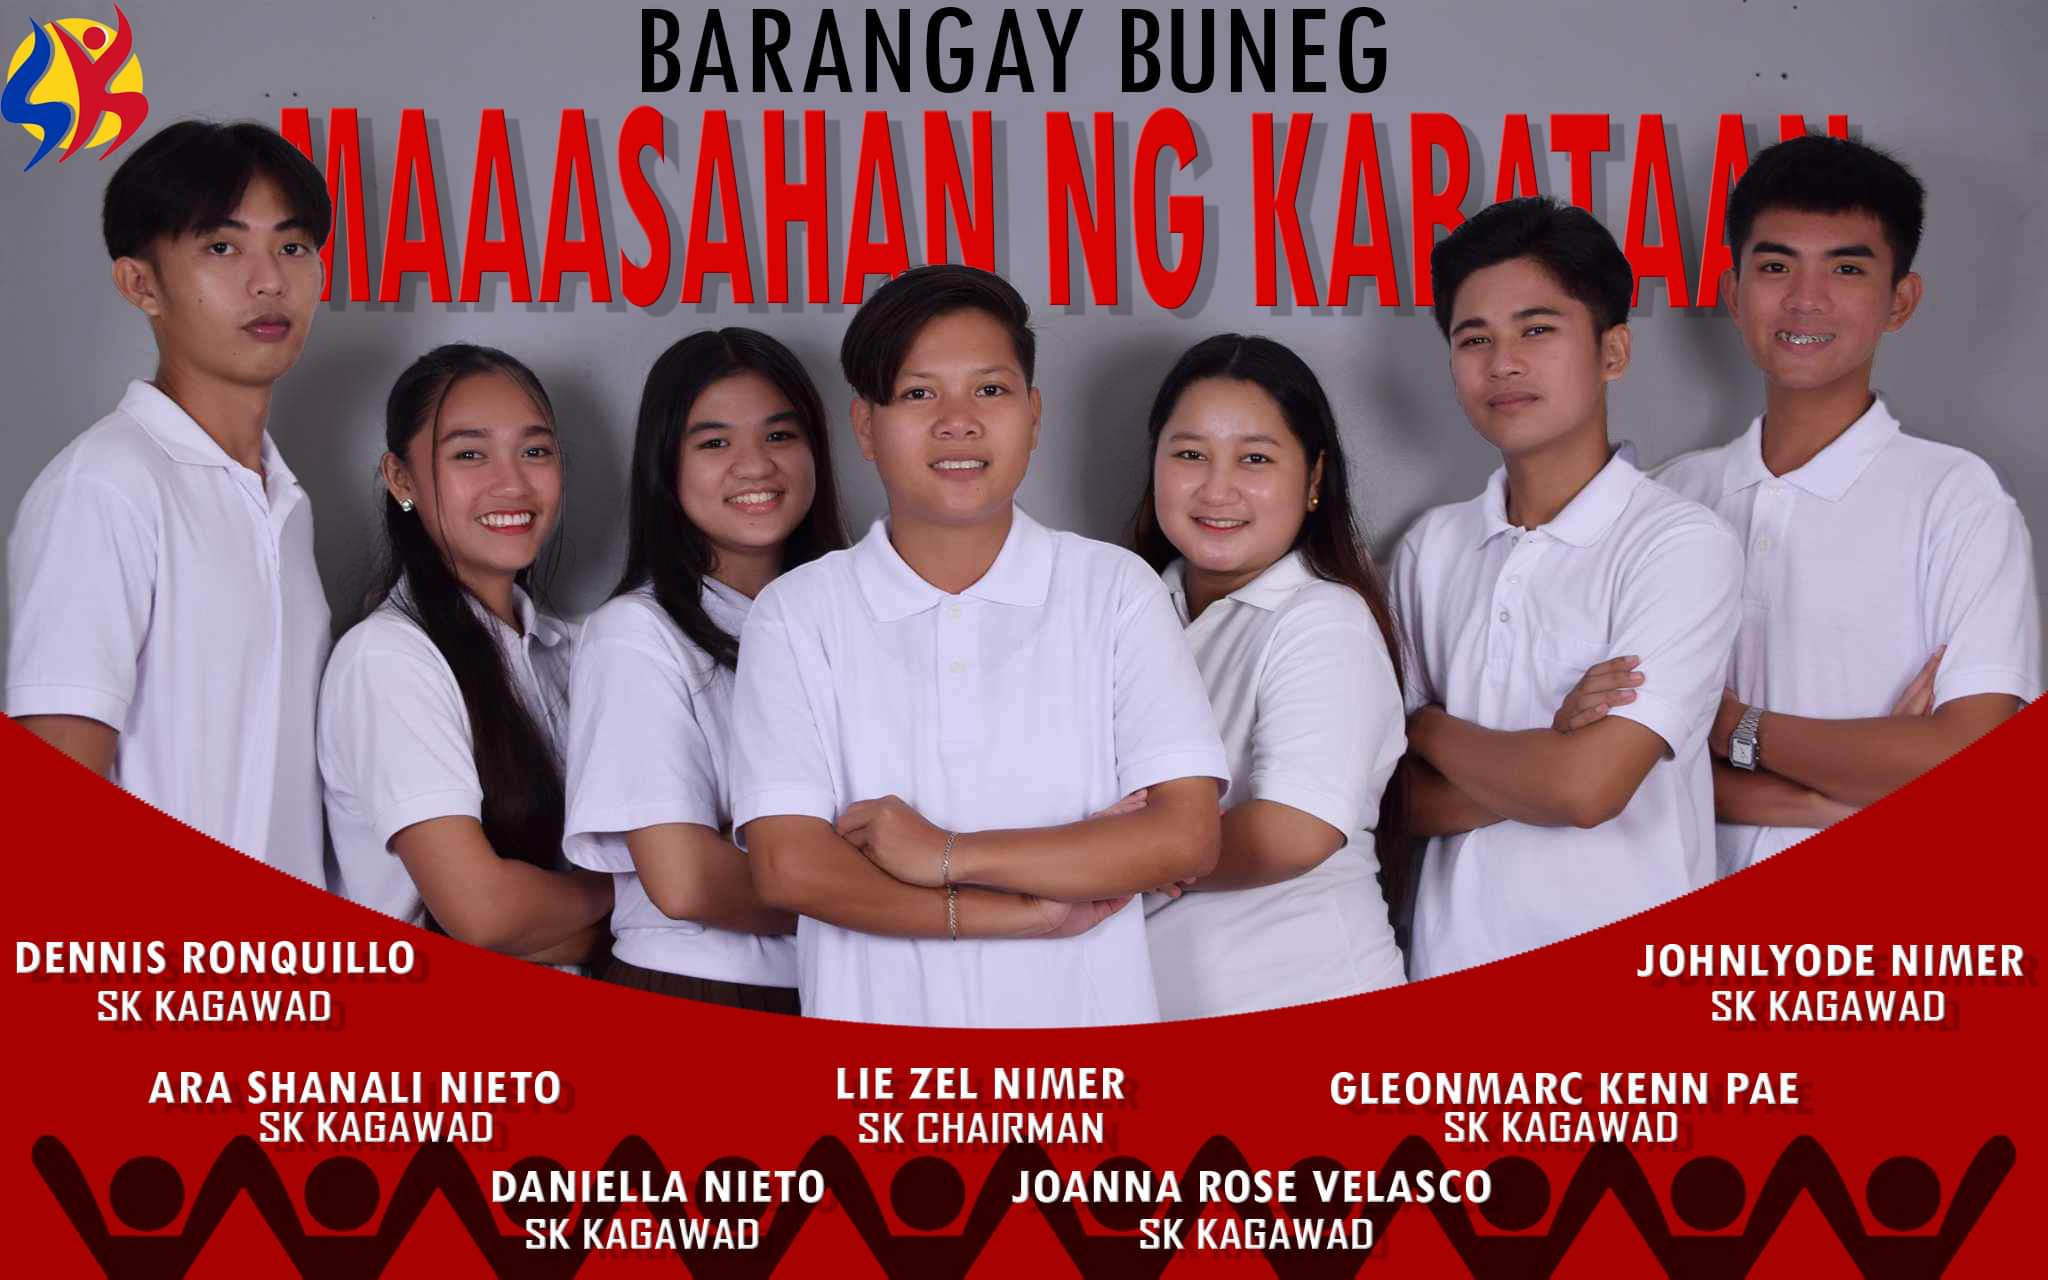 BARANGAY BUNEG
MAAASAHAN NG KABATAAN
DENNIS RONQUILLO
SK KAGAWAD
JOHNLYODE NIMER
SK KAGAWAD
ARA SHANALI NIETO
SK KAGAWAD
LIE ZEL NIMER
SK CHAIRMAN
GLEONMARC KENN PAE
SK KAGAWAD
DANIELLA NIETO
SK KAGAWAD
JOANNA ROSE VELASCO
SK KAGAWAD